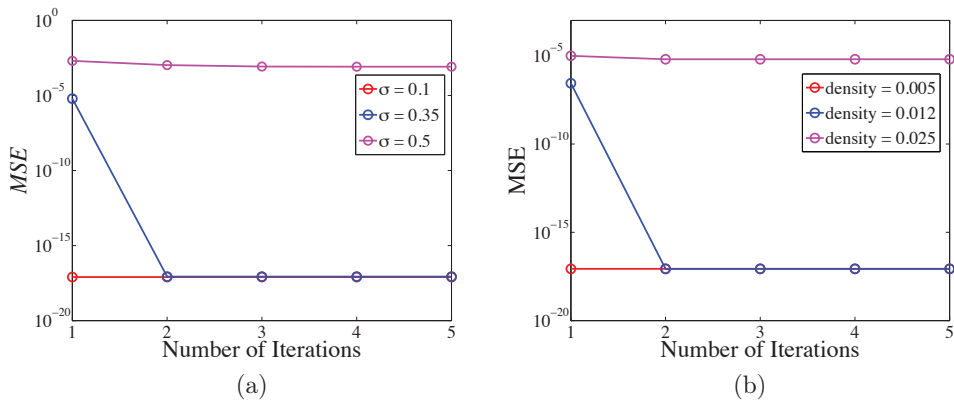 10^0
10^-5
10^-10
10^-15
10^-20
MSE
1 2 3 4 5
Number of Iterations
σ = 0.1
σ = 0.35
σ = 0.5
(a)
10^-5
10^-10
10^-15
10^-20
MSE
1 2 3 4 5
Number of Iterations
density = 0.005
density = 0.012
density = 0.025
(b)